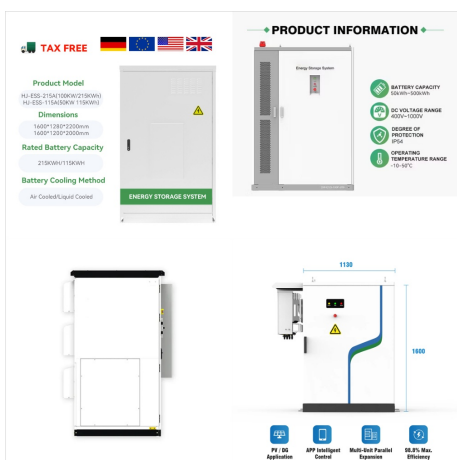 TAX FREE
Product Model
HJ-ESS-215A(100KW/215KWh)
HJ-ESS-115A(50KW 115KWh)
Dimensions
1600*1280*2200mm
1600*1200*2000mm
Rated Battery Capacity
215KWH/115KWH
Battery Cooling Method
Air Cooled/Liquid Cooled
ENERGY STORAGE SYSTEM
PRODUCT INFORMATION
Energy Storage System
BATTERY CAPACITY
50kWh~500kWh
DC VOLTAGE RANGE
400V~1000V
DEGREE OF
PROTECTION
IP54
OPERATING
TEMPERATURE RANGE
-10~50°C
1130
1600
PV / DG
Application
APP Intelligent
Control
Multi-Unit Parallel
Expansion
98.8% Max.
Efficiency